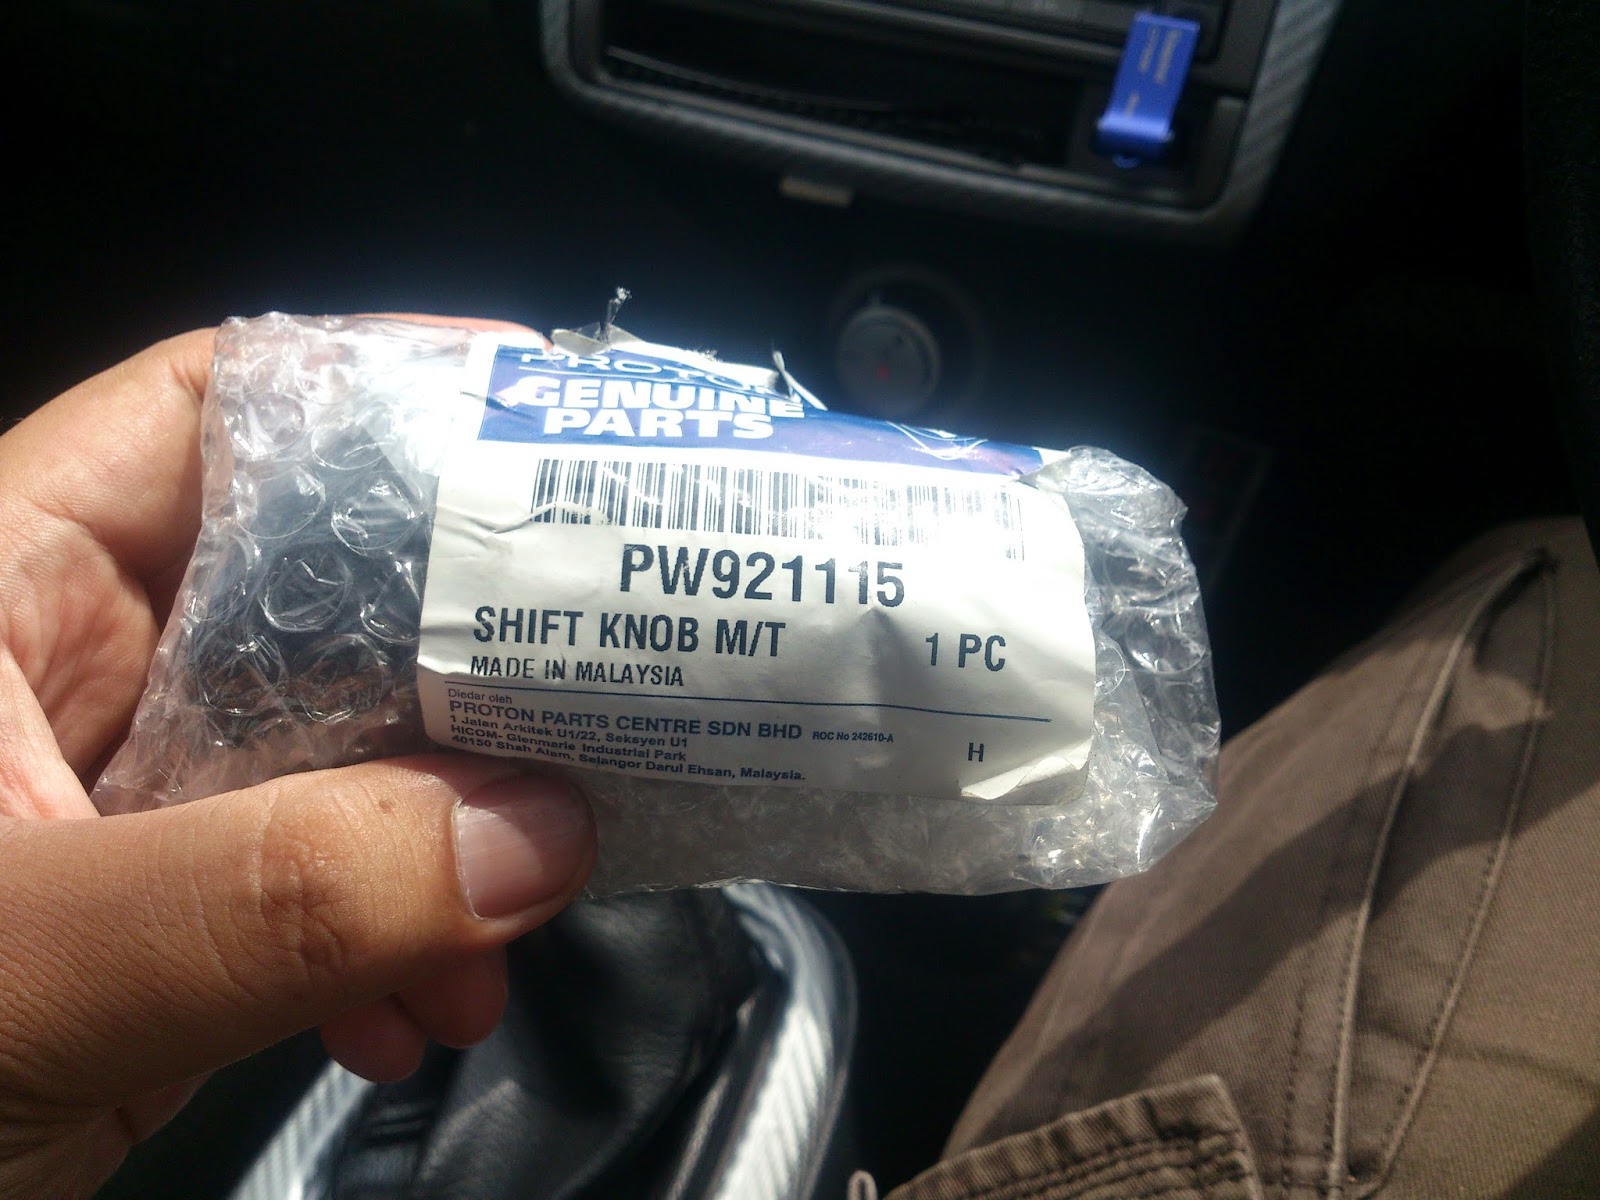 PROTON
GENUINE
PARTS
PW921115
SHIFT KNOB M/T 1 PC
MADE IN MALAYSIA
Diedar oleh
PROTON PARTS CENTRE SDN BHD ROC No 242610-A
1 Jalan Arkitek U1/22, Seksyen U1
HICOM- Glenmarie Industrial Park
40150 Shah Alam, Selangor Darul Ehsan, Malaysia.
H